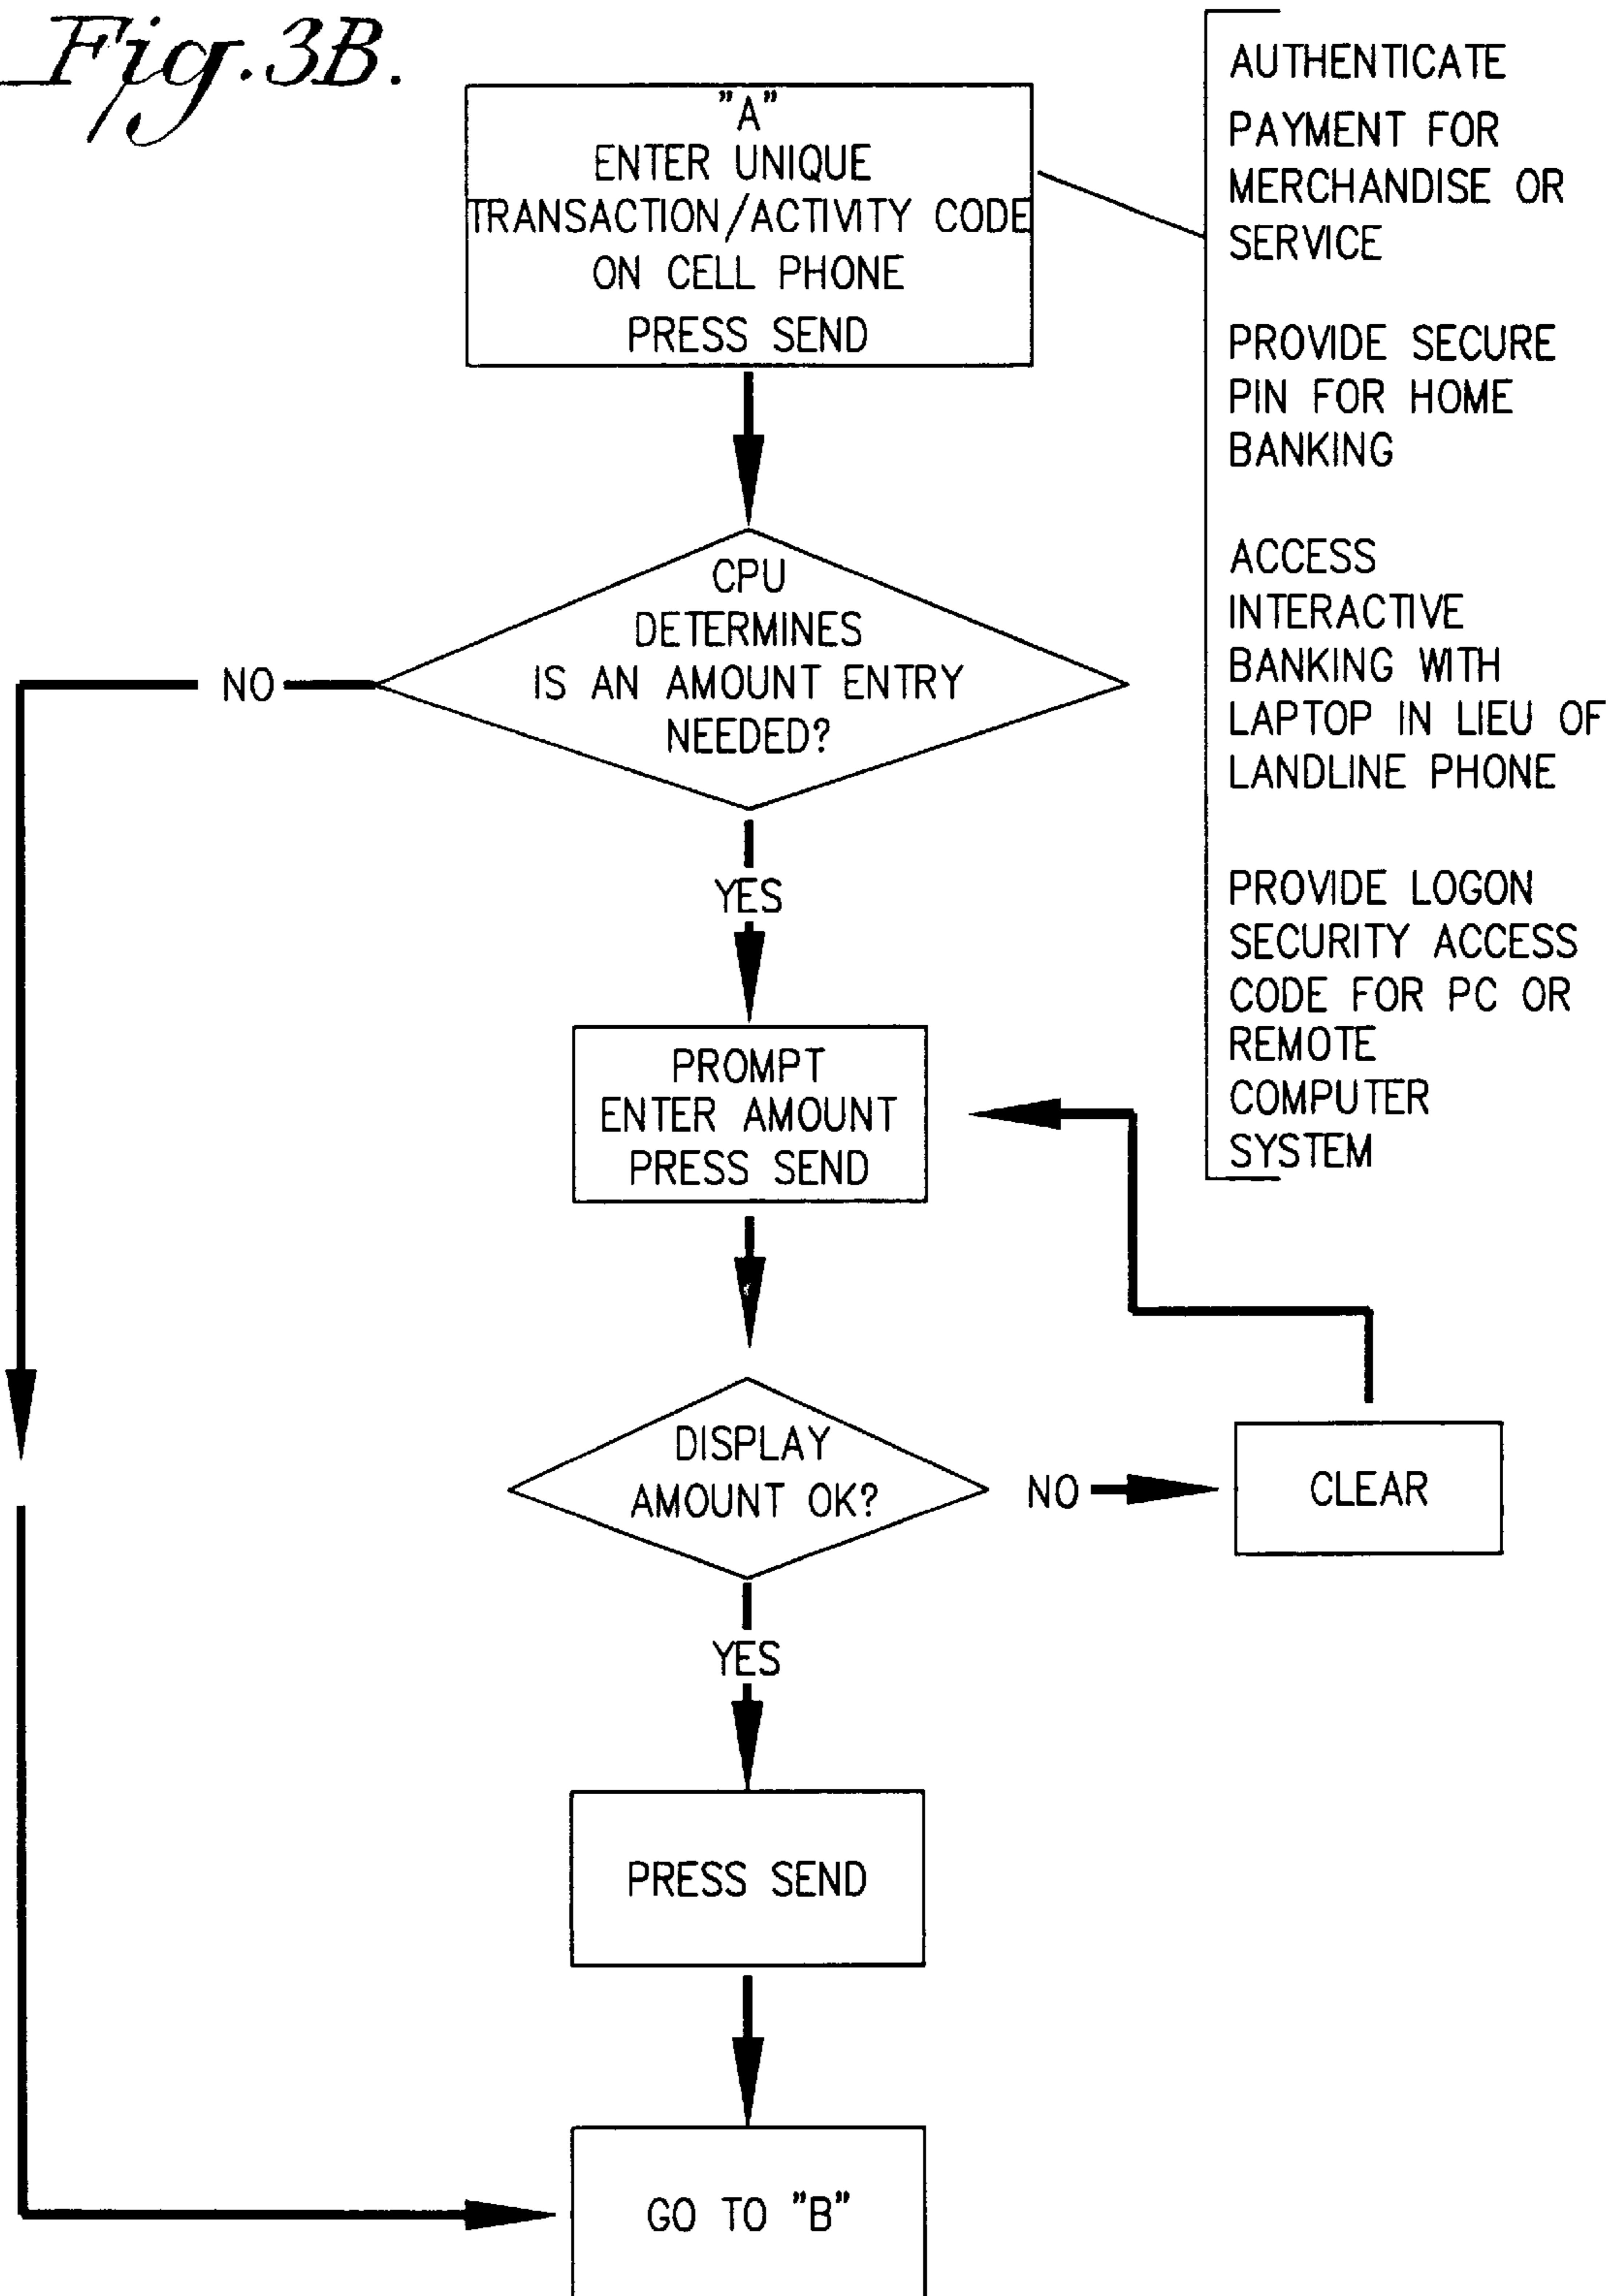 Fig. 3B.
"A"
ENTER UNIQUE
TRANSACTION/ACTIVITY CODE
ON CELL PHONE
PRESS SEND
AUTHENTICATE
PAYMENT FOR
MERCHANDISE OR
SERVICE
PROVIDE SECURE
PIN FOR HOME
BANKING
ACCESS
INTERACTIVE
BANKING WITH
LAPTOP IN LIEU OF
LANDLINE PHONE
PROVIDE LOGON
SECURITY ACCESS
CODE FOR PC OR
REMOTE
COMPUTER
SYSTEM
CPU
DETERMINES
IS AN AMOUNT ENTRY
NEEDED?
NO
YES
PROMPT
ENTER AMOUNT
PRESS SEND
DISPLAY
AMOUNT OK?
NO
CLEAR
YES
PRESS SEND
GO TO "B"